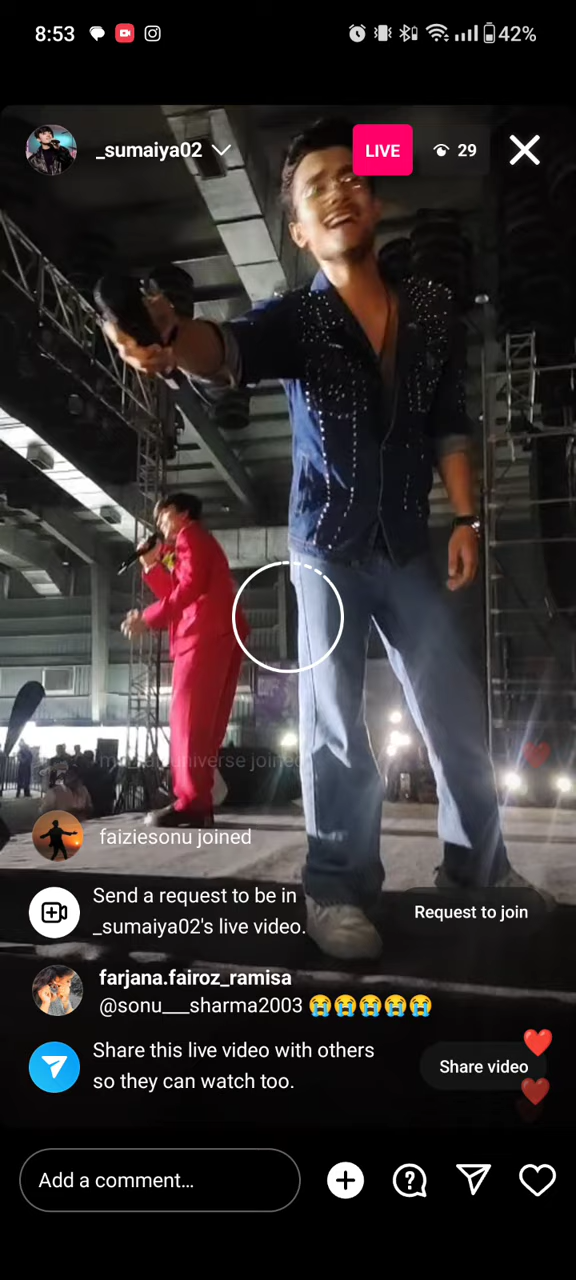 8:53
42%
_sumaiya02
LIVE
29
faiziesonu joined
Send a request to be in
_sumaiya02's live video.
Request to join
farjana.fairoz_ramisa
@sonu___sharma2003 😭😭😭😭😭
Share this live video with others
so they can watch too.
Share video
Add a comment…